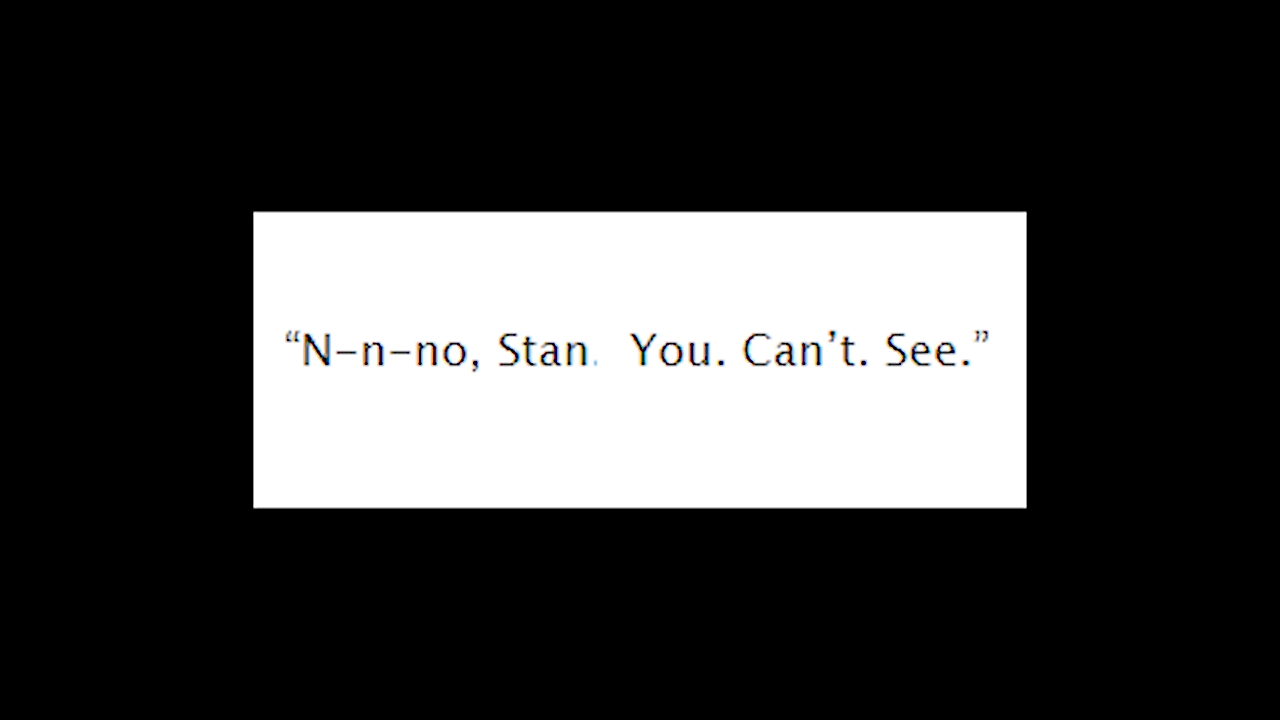 “N-n-no, Stan.  You. Can’t. See.”